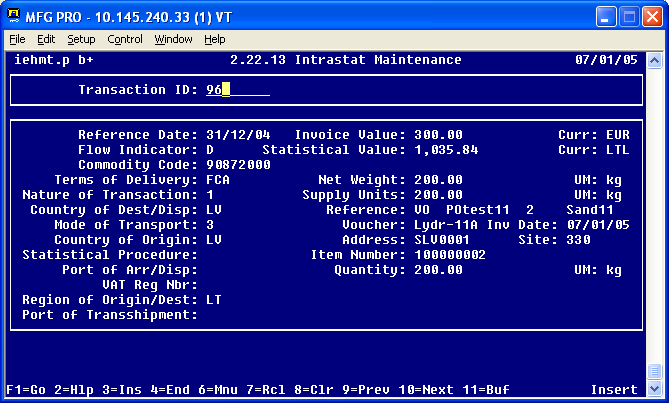 MFG PRO - 10.145.240.33 (1) VT
File Edit Setup Control Window Help
iehmt.p b+ 2.22.13 Intrastat Maintenance 07/01/05
Transaction ID: 96
Reference Date: 31/12/04 Invoice Value: 300.00 Curr: EUR
Flow Indicator: D Statistical Value: 1,035.84 Curr: LTL
Commodity Code: 90872000
Terms of Delivery: FCA Net Weight: 200.00 UM: kg
Nature of Transaction: 1 Supply Units: 200.00 UM: kg
Country of Dest/Disp: LV Reference: VO POtest11 2 Sand11
Mode of Transport: 3 Voucher: Lydr-11A Inv Date: 07/01/05
Country of Origin: LV Address: SLV0001 Site: 330
Statistical Procedure: Item Number: 100000002
Port of Arr/Disp: Quantity: 200.00 UM: kg
VAT Reg Nbr:
Region of Origin/Dest: LT
Port of Transshipment:
F1=Go 2=Hlp 3=Ins 4=End 6=Mnu 7=Rcl 8=Clr 9=Prev 10=Next 11=Buf Insert